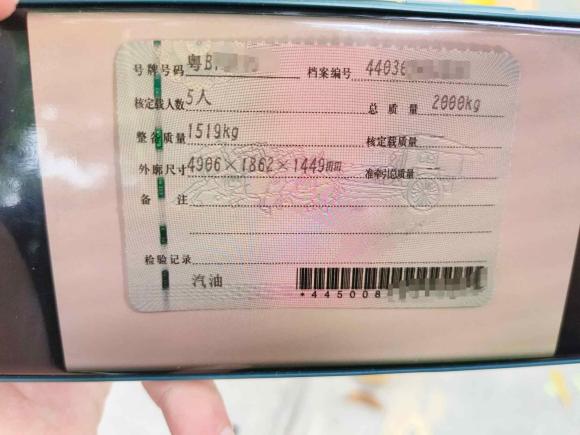 号牌号码 粤B 档案编号 44030
核定载人数 5人 总质量 2000kg
整备质量 1519kg 核定载质量
外廓尺寸 4906×1862×1449mm 准牵引总质量
备注
检验记录
汽油
*445008